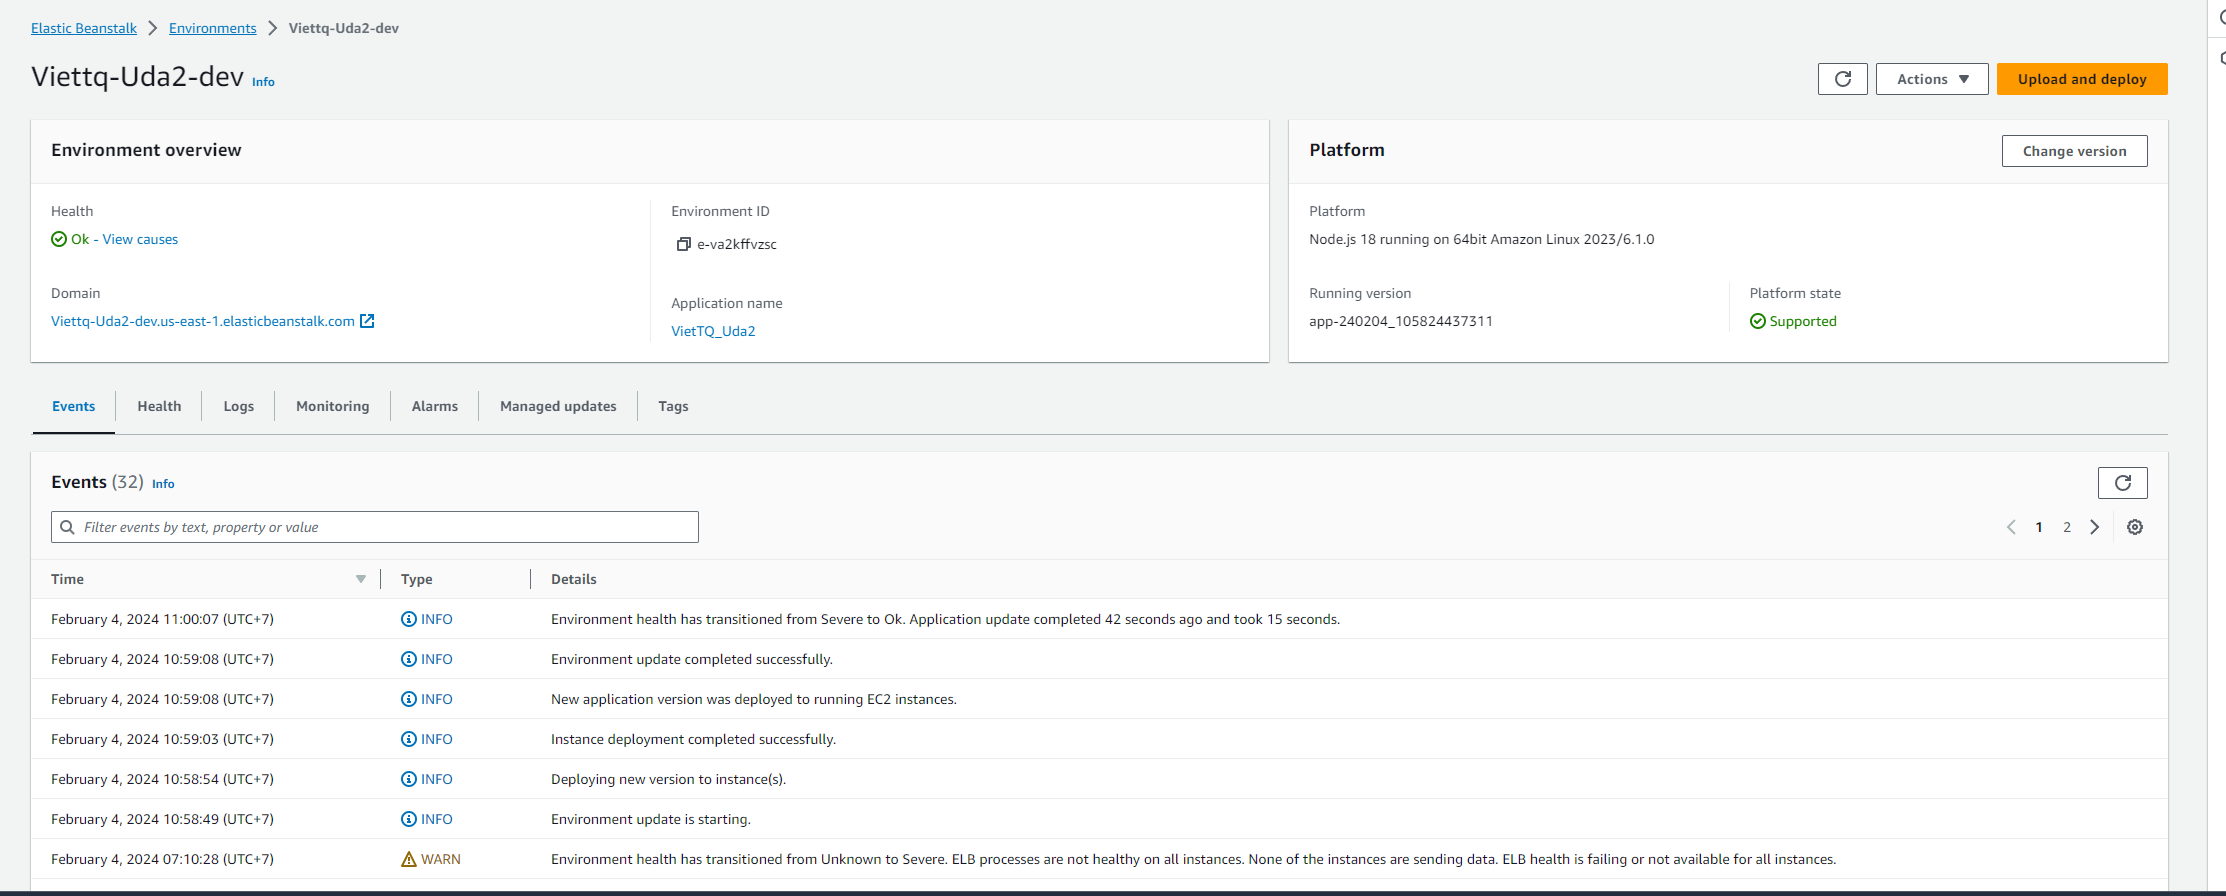 Elastic Beanstalk > Environments > Viettq-Uda2-dev
Viettq-Uda2-dev Info
Actions
Upload and deploy
Environment overview
Health
Ok - View causes
Domain
Viettq-Uda2-dev.us-east-1.elasticbeanstalk.com
Environment ID
e-va2kffvzsc
Application name
VietTQ_Uda2
Platform
Change version
Platform
Node.js 18 running on 64bit Amazon Linux 2023/6.1.0
Running version
app-240204_105824437311
Platform state
Supported
Events Health Logs Monitoring Alarms Managed updates Tags
Events (32) Info
Filter events by text, property or value
1 2
Time Type Details
February 4, 2024 11:00:07 (UTC+7) INFO Environment health has transitioned from Severe to Ok. Application update completed 42 seconds ago and took 15 seconds.
February 4, 2024 10:59:08 (UTC+7) INFO Environment update completed successfully.
February 4, 2024 10:59:08 (UTC+7) INFO New application version was deployed to running EC2 instances.
February 4, 2024 10:59:03 (UTC+7) INFO Instance deployment completed successfully.
February 4, 2024 10:58:54 (UTC+7) INFO Deploying new version to instance(s).
February 4, 2024 10:58:49 (UTC+7) INFO Environment update is starting.
February 4, 2024 07:10:28 (UTC+7) WARN Environment health has transitioned from Unknown to Severe. ELB processes are not healthy on all instances. None of the instances are sending data. ELB health is failing or not available for all instances.